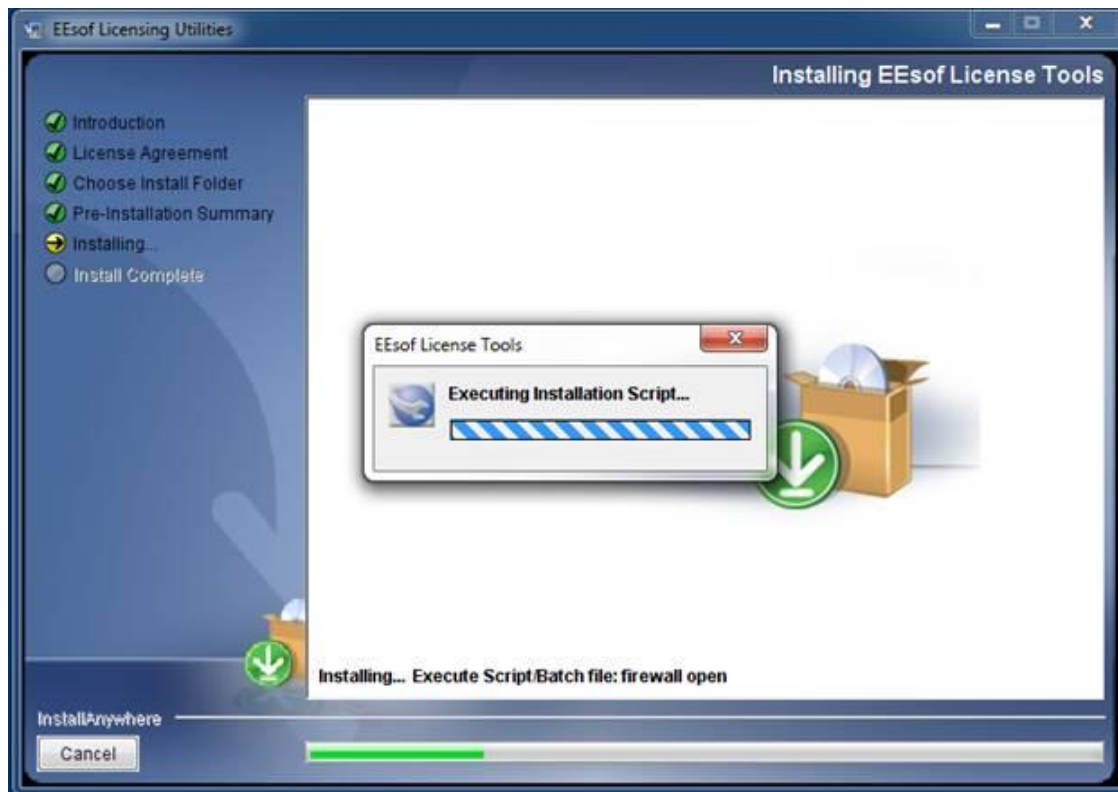 EEsof Licensing Utilities
Installing EEsof License Tools
Introduction
License Agreement
Choose Install Folder
Pre-Installation Summary
Installing...
Install Complete
EEsof License Tools
Executing Installation Script...
Installing... Execute Script/Batch file: firewall open
InstallAnywhere
Cancel